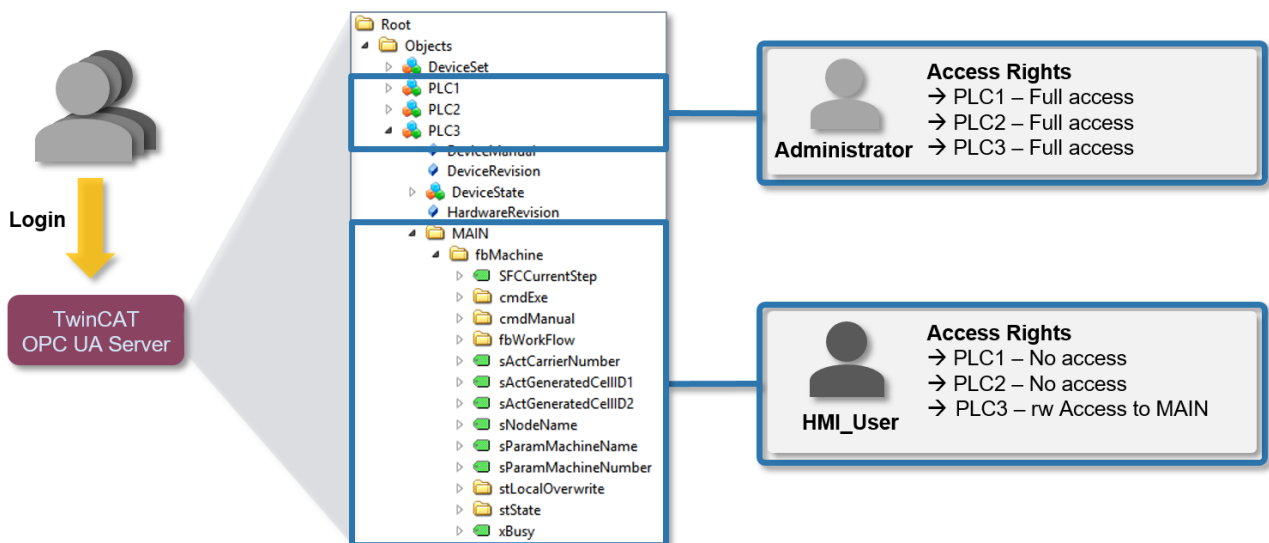 Login
TwinCAT
OPC UA Server
Root
Objects
DeviceSet
PLC1
PLC2
PLC3
DeviceManual
DeviceRevision
DeviceState
HardwareRevision
MAIN
fbMachine
SFCCurrentStep
cmdExe
cmdManual
fbWorkFlow
sActCarrierNumber
sActGeneratedCellID1
sActGeneratedCellID2
sNodeName
sParamMachineName
sParamMachineNumber
stLocalOverwrite
stState
xBusy
Administrator
Access Rights
→ PLC1 – Full access
→ PLC2 – Full access
→ PLC3 – Full access
HMI_User
Access Rights
→ PLC1 – No access
→ PLC2 – No access
→ PLC3 – rw Access to MAIN